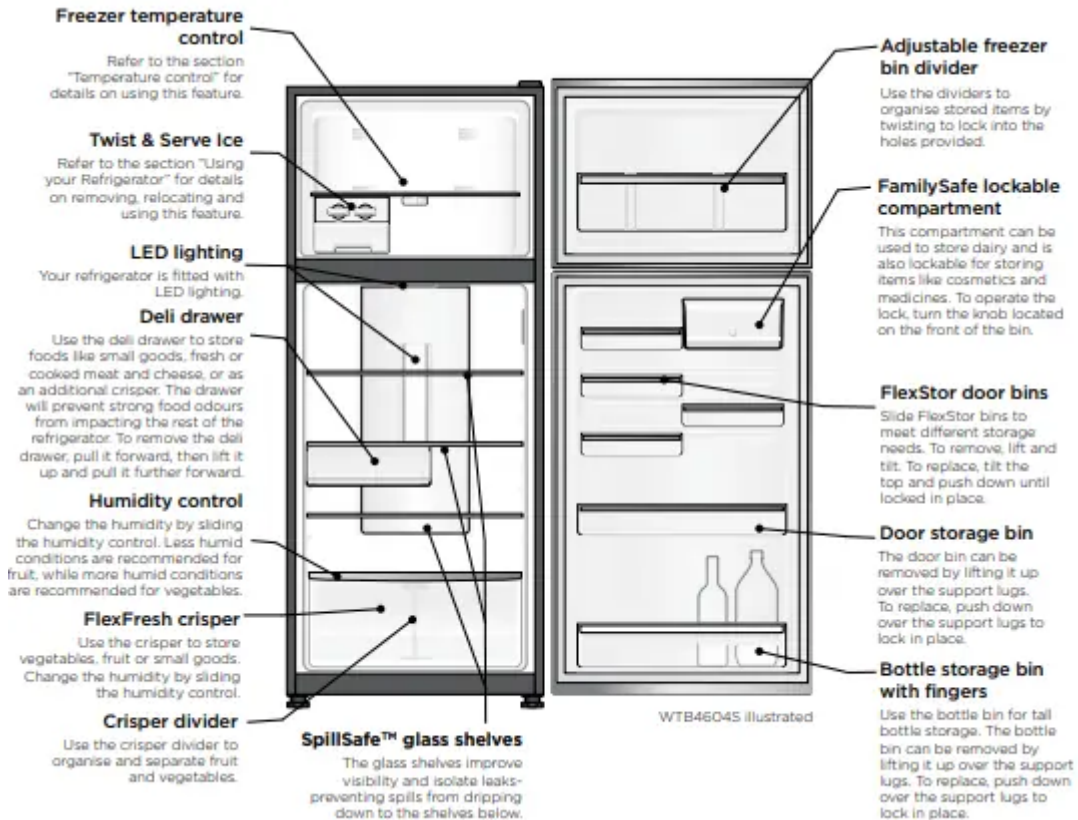 Freezer temperature
control
Refer to the section
"Temperature control" for
details on using this feature.
Twist & Serve Ice
Refer to the section "Using
your Refrigerator" for details
on removing, relocating and
using this feature.
LED lighting
Your refrigerator is fitted with
LED lighting.
Deli drawer
Use the deli drawer to store
foods like small goods, fresh or
cooked meat and cheese, or as
an additional crisper. The drawer
will prevent strong food odours
from impacting the rest of the
refrigerator. To remove the deli
drawer, pull it forward, then lift it
up and pull it further forward.
Humidity control
Change the humidity by sliding
the humidity control. Less humid
conditions are recommended for
fruit, while more humid conditions
are recommended for vegetables.
FlexFresh crisper
Use the crisper to store
vegetables, fruit or small goods.
Change the humidity by sliding
the humidity control.
Crisper divider
Use the crisper divider to
organise and separate fruit
and vegetables.
SpillSafe™ glass shelves
The glass shelves improve
visibility and isolate leaks-
preventing spills from dripping
down to the shelves below.
WTB4604S illustrated
Adjustable freezer
bin divider
Use the dividers to
organise stored items by
twisting to lock into the
holes provided.
FamilySafe lockable
compartment
This compartment can be
used to store dairy and is
also lockable for storing
items like cosmetics and
medicines. To operate the
lock, turn the knob located
on the front of the bin.
FlexStor door bins
Slide FlexStor bins to
meet different storage
needs. To remove, lift and
tilt. To replace, tilt the
top and push down until
locked in place.
Door storage bin
The door bin can be
removed by lifting it up
over the support lugs.
To replace, push down
over the support lugs to
lock in place.
Bottle storage bin
with fingers
Use the bottle bin for tall
bottle storage. The bottle
bin can be removed by
lifting it up over the support
lugs. To replace, push down
over the support lugs to
lock in place.